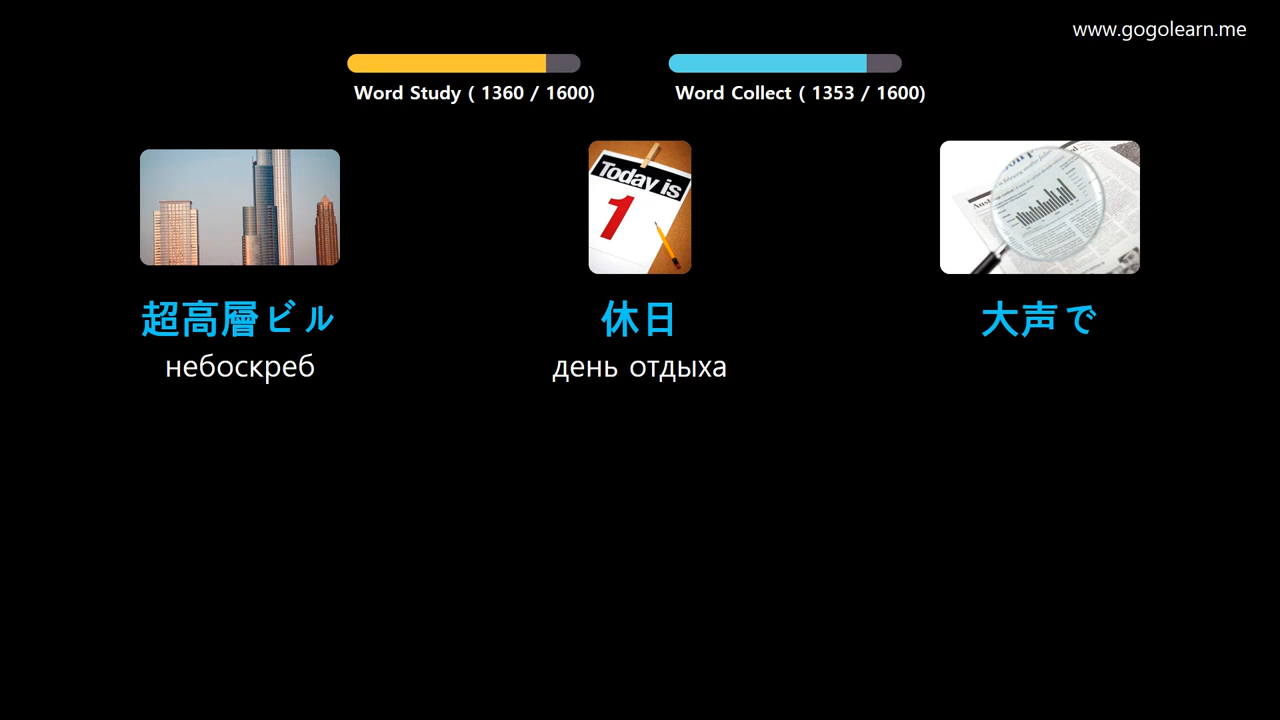 www.gogolearn.me
Word Study ( 1360 / 1600)
Word Collect ( 1353 / 1600)
Today is
1
超高層ビル
休日
大声で
небоскреб
день отдыха